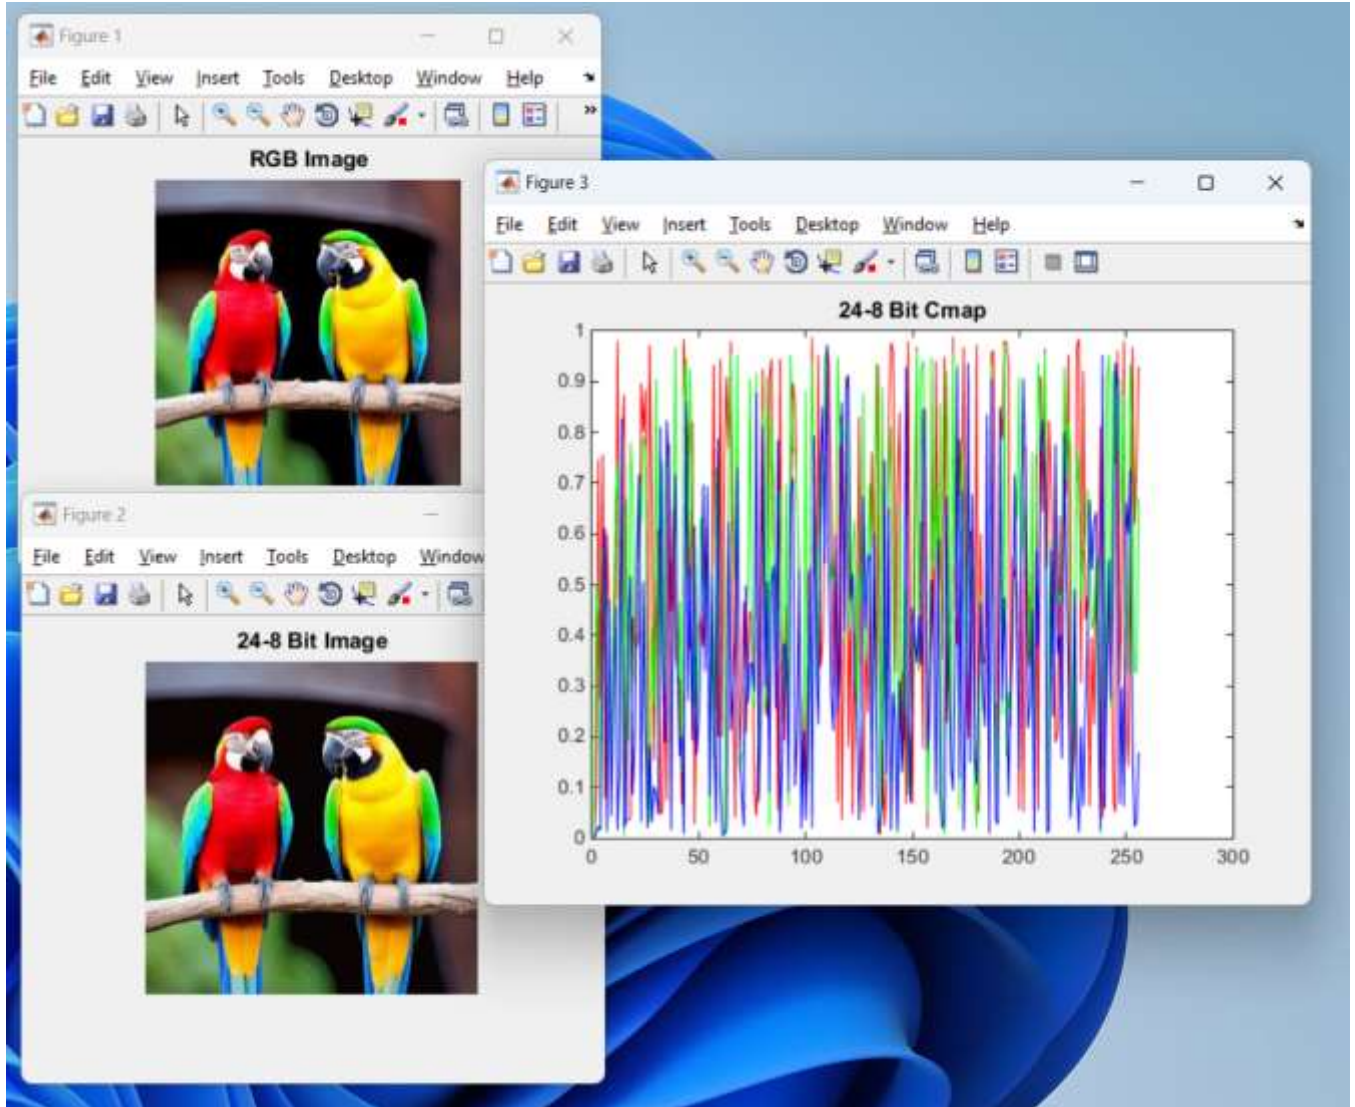 Figure 1
File Edit View Insert Tools Desktop Window Help
RGB Image
Figure 3
File Edit View Insert Tools Desktop Window Help
24-8 Bit Cmap
1
0.9
0.8
0.7
0.6
0.5
0.4
0.3
0.2
0.1
0
0 50 100 150 200 250 300
Figure 2
File Edit View Insert Tools Desktop Window
24-8 Bit Image